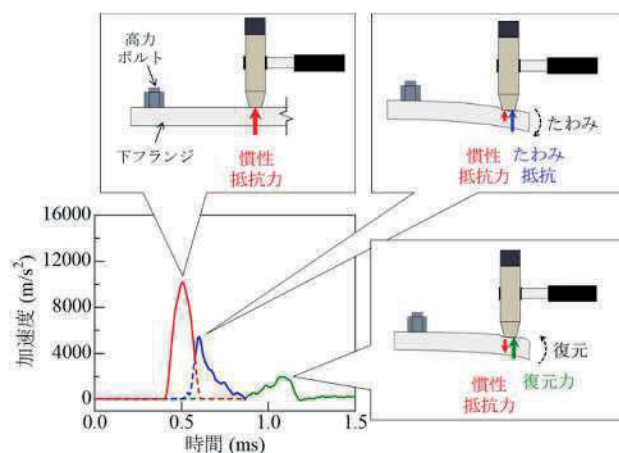 高力
ボルト
下フランジ
慣性
抵抗力
たわみ
慣性 たわみ
抵抗力 抵抗
復元
慣性 復元力
抵抗力
16000
12000
8000
4000
0
加速度 (m/s²)
0.0 0.5 1.0 1.5
時間 (ms)